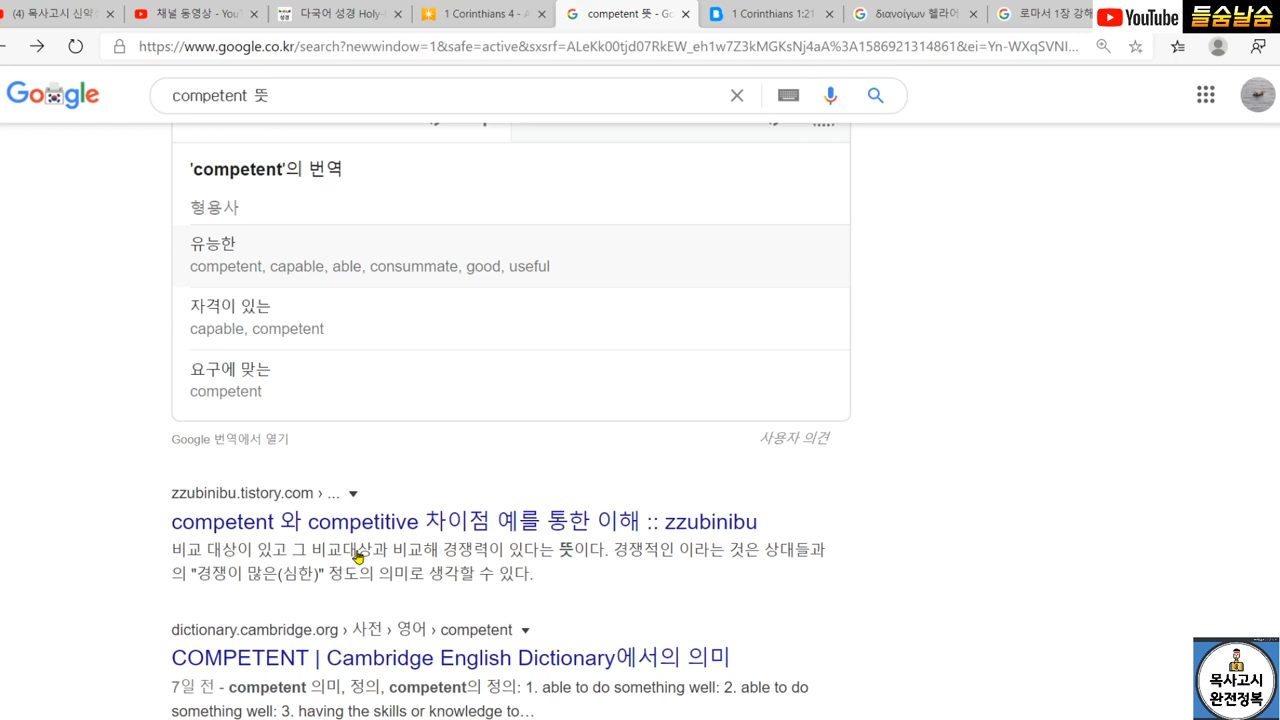 (4) 목사고시 신약
채널 동영상 - You
다국어 성경 Holy-
1 Corinthians
competent 뜻 - Go
1 Corinthians 1:2
διανοίγων 헬라어
로마서 1장 강해
YouTube
들숨날숨
https://www.google.co.kr/search?newwindow=1&safe=active&sxsrf=ALeKk00tjd07RkEW_eh1w7Z3kMGKsNj4aA%3A1586921314861&ei=Yn-WXqSVNI...
Google
competent 뜻
'competent'의 번역
형용사
유능한
competent, capable, able, consummate, good, useful
자격이 있는
capable, competent
요구에 맞는
competent
Google 번역에서 열기
사용자 의견
zzubinibu.tistory.com › ...
competent 와 competitive 차이점 예를 통한 이해 :: zzubinibu
비교 대상이 있고 그 비교대상과 비교해 경쟁력이 있다는 뜻이다. 경쟁적인 이라는 것은 상대들과
의 "경쟁이 많은(심한)" 정도의 의미로 생각할 수 있다.
dictionary.cambridge.org › 사전 › 영어 › competent
COMPETENT | Cambridge English Dictionary에서의 의미
7일 전 - competent 의미, 정의, competent의 정의: 1. able to do something well: 2. able to do
something well: 3. having the skills or knowledge to…
목사고시
완전정복